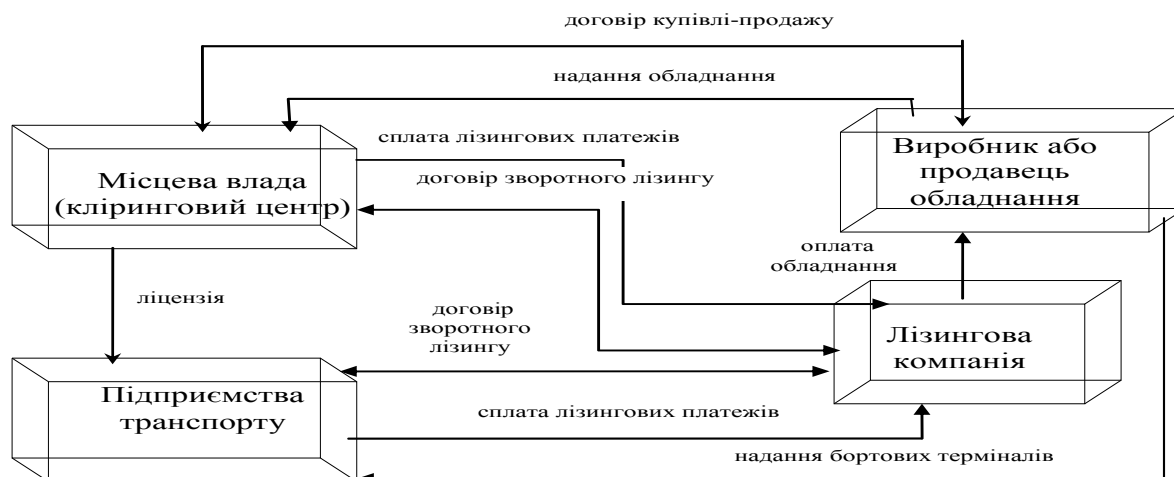 договір купівлі-продажу
надання обладнання
сплата лізингових платежів
договір зворотного лізингу
Місцева влада
(кліринговий центр)
Виробник або
продавець
обладнання
оплата
обладнання
ліцензія
договір
зворотного
лізингу
Лізингова
компанія
Підприємства
транспорту
сплата лізингових платежів
надання бортових терміналів